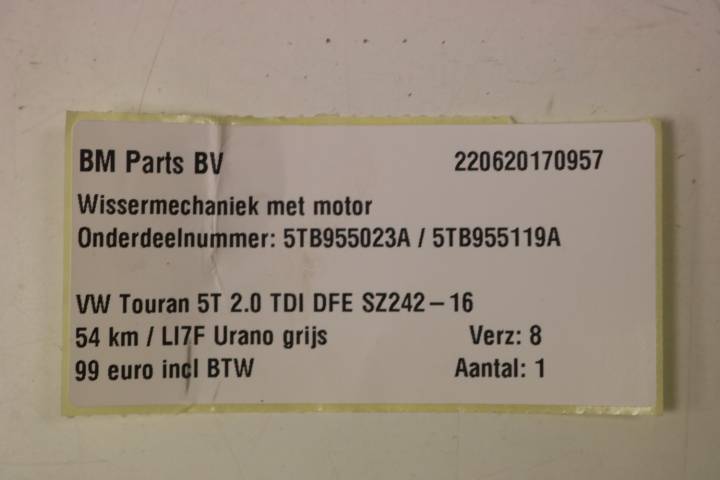 BM Parts BV 220620170957
Wissermechaniek met motor
Onderdeelnummer: 5TB955023A / 5TB955119A
VW Touran 5T 2.0 TDI DFE SZ242-16
54 km / LI7F Urano grijs Verz: 8
99 euro incl BTW Aantal: 1